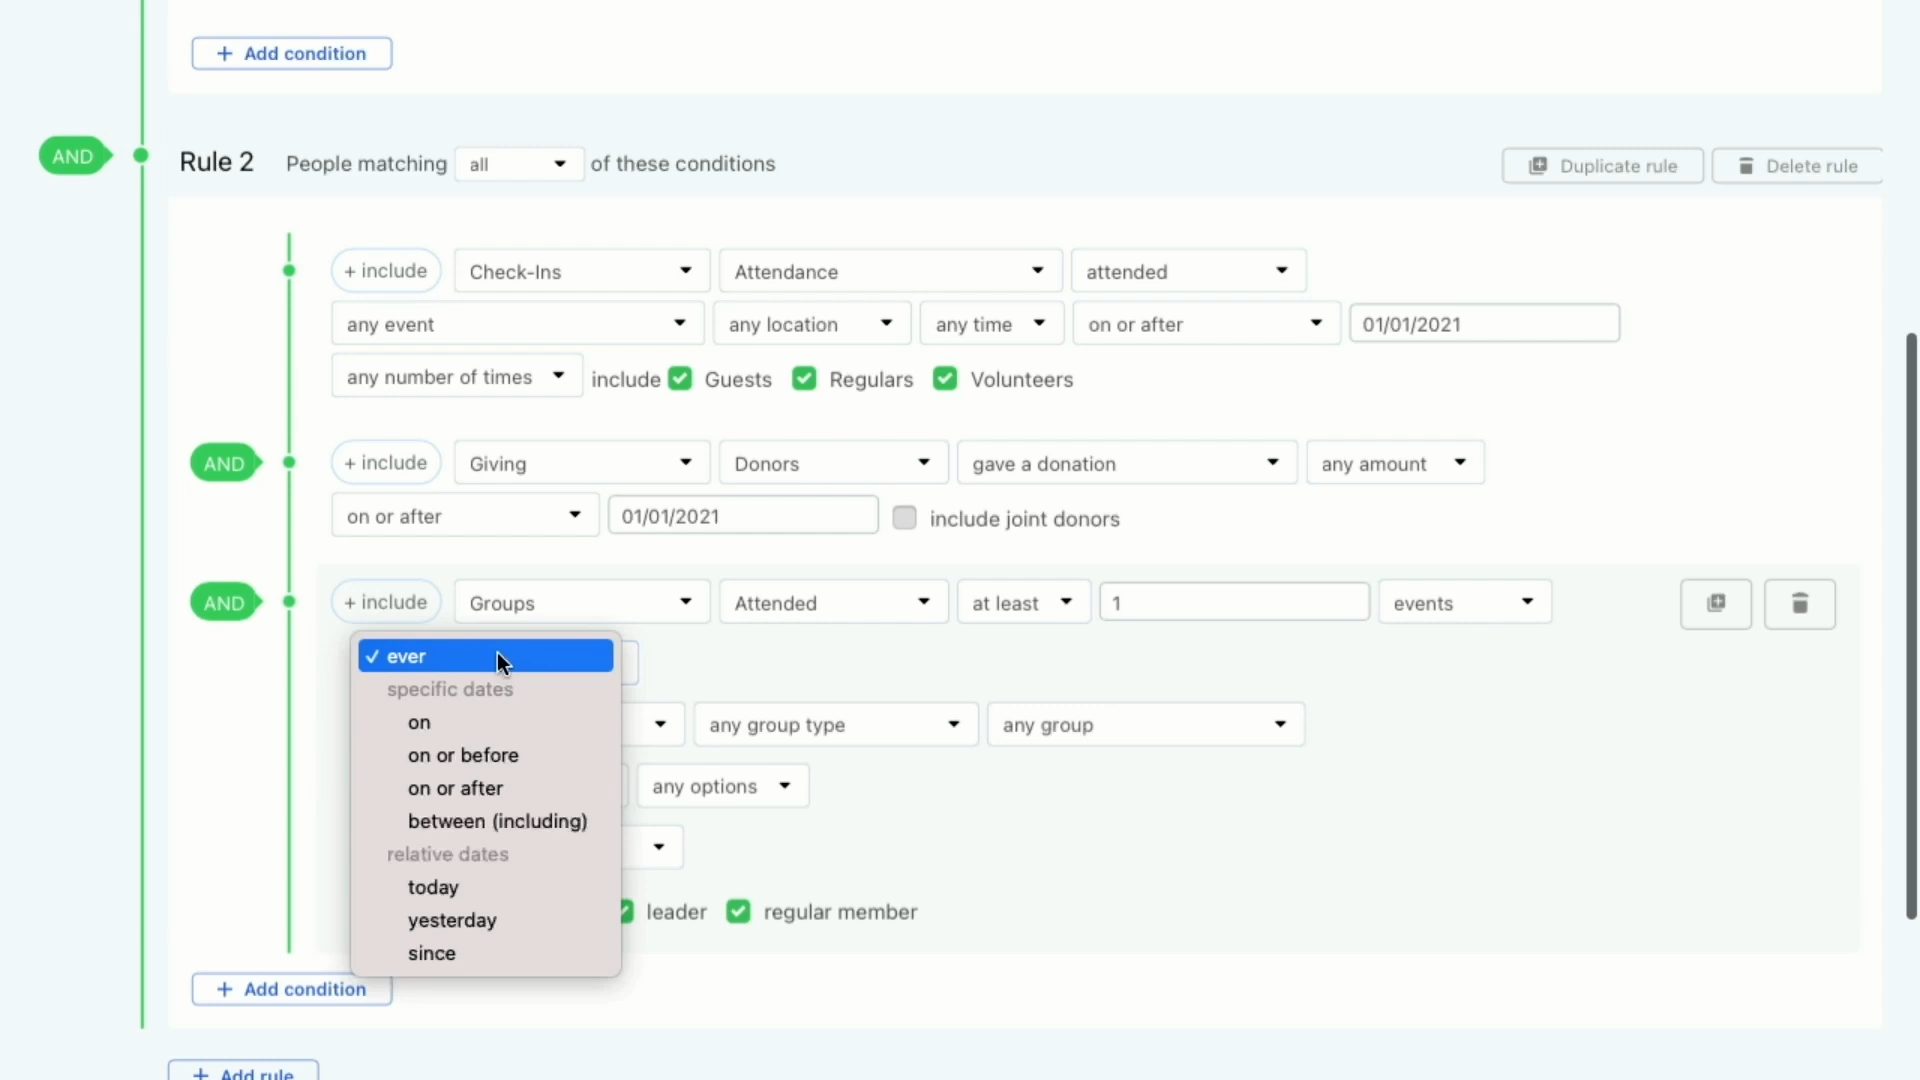 + Add condition
AND
Rule 2 People matching all of these conditions
Duplicate rule Delete rule
+ include Check-Ins Attendance attended
any event any location any time on or after 01/01/2021
any number of times include Guests Regulars Volunteers
AND + include Giving Donors gave a donation any amount
on or after 01/01/2021 include joint donors
AND + include Groups Attended at least 1 events
ever
specific dates
on
on or before
on or after
between (including)
relative dates
today
yesterday
since
any group type any group
any options
leader regular member
+ Add condition
+ Add rule